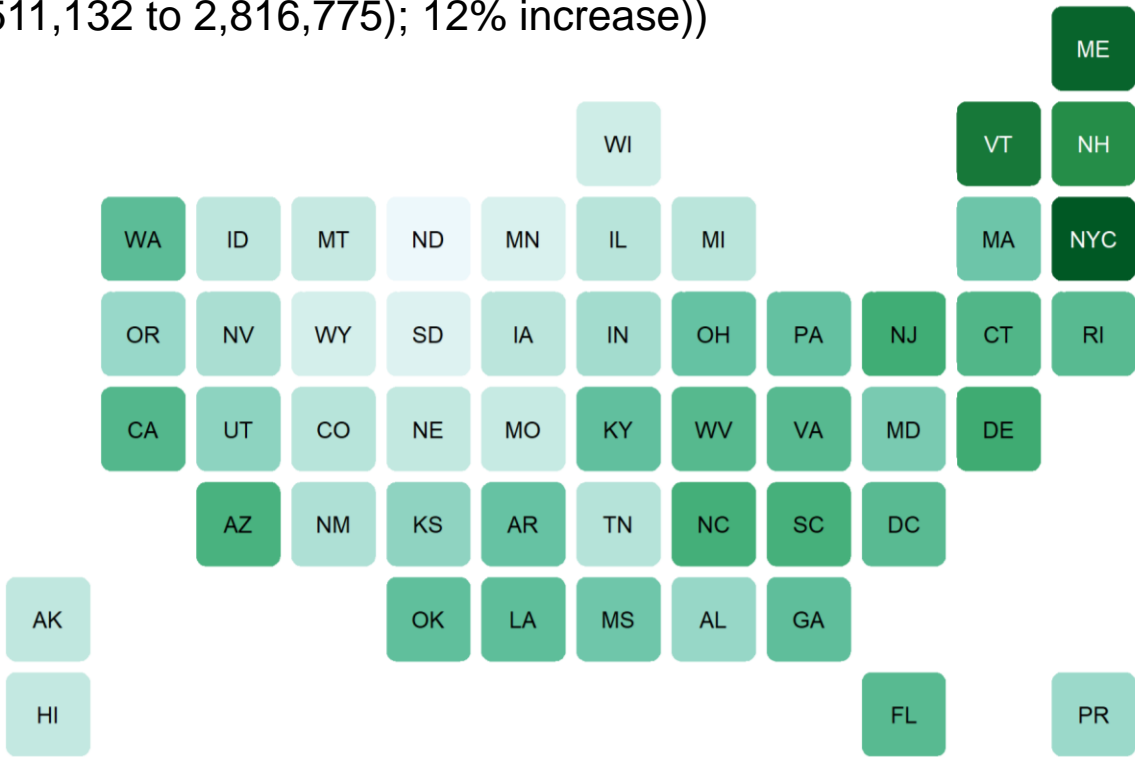 511,132 to 2,816,775); 12% increase))
ME
WI VT NH
WA ID MT ND MN IL MI MA NYC
OR NV WY SD IA IN OH PA NJ CT RI
CA UT CO NE MO KY WV VA MD DE
AZ NM KS AR TN NC SC DC
AK OK LA MS AL GA
HI FL PR